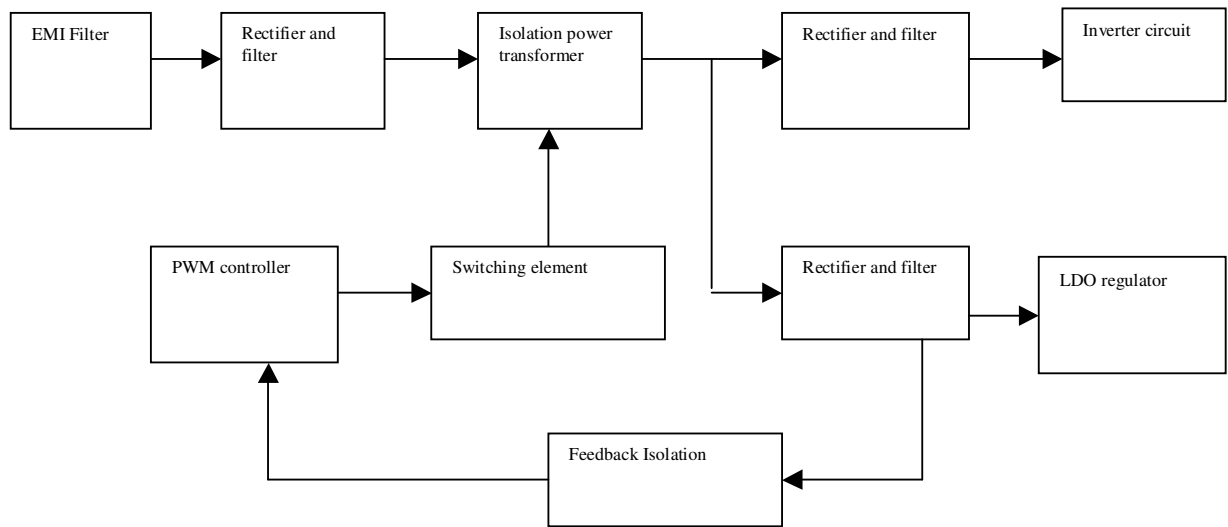 EMI Filter
Rectifier and
filter
Isolation power
transformer
Rectifier and filter
Inverter circuit
PWM controller
Switching element
Rectifier and filter
LDO regulator
Feedback Isolation